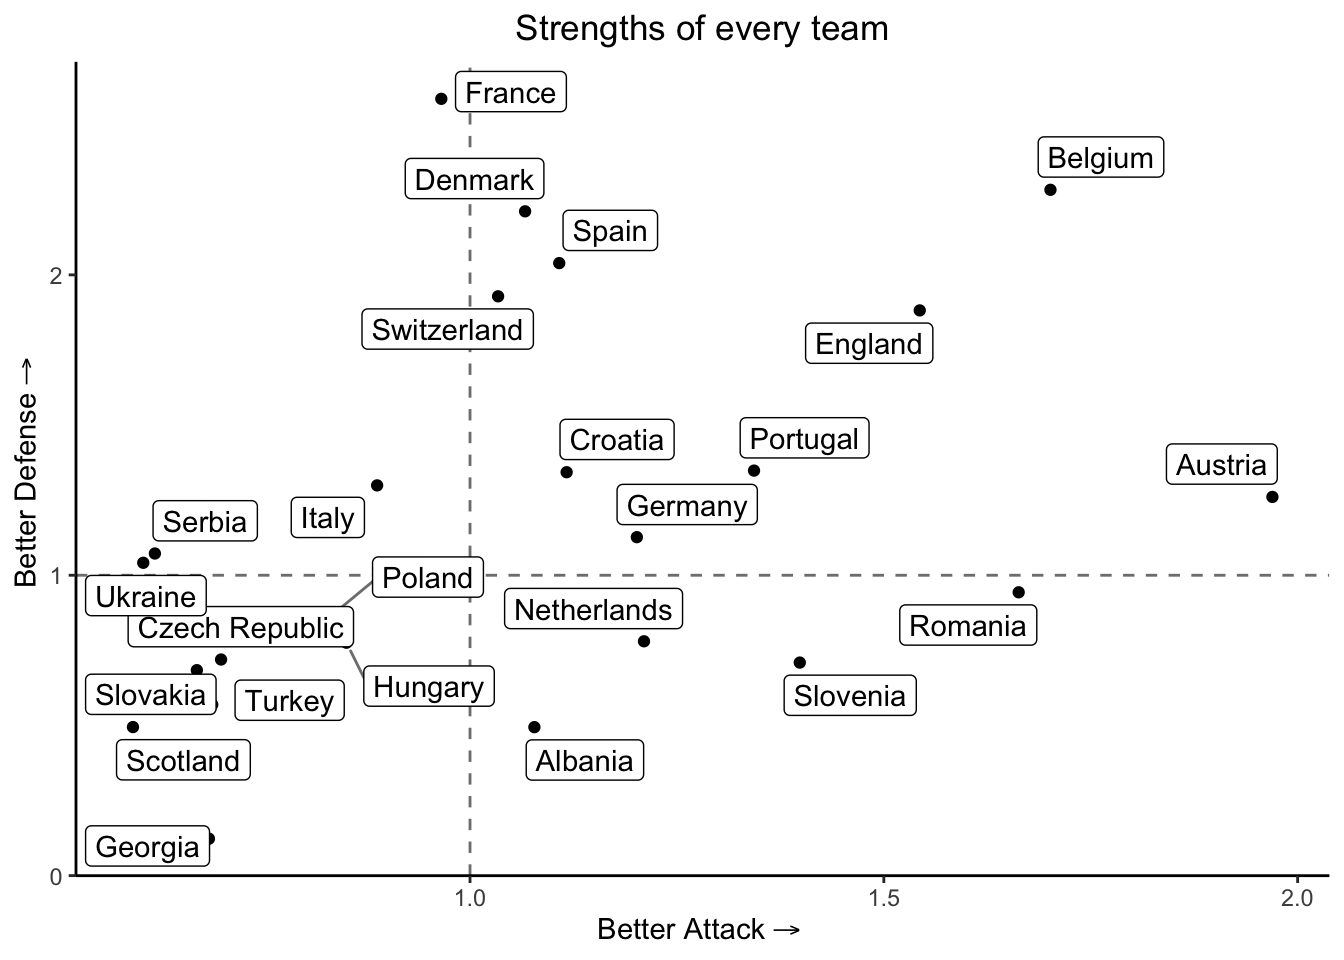 Strengths of every team
France
Belgium
Denmark
Spain
2
Switzerland
England
Croatia
Portugal
Austria
Germany
Italy
Serbia
Better Defense →
1
Poland
Ukraine
Netherlands
Czech Republic
Romania
Hungary
Slovakia
Turkey
Slovenia
Scotland
Albania
Georgia
0
1.0
1.5
2.0
Better Attack →